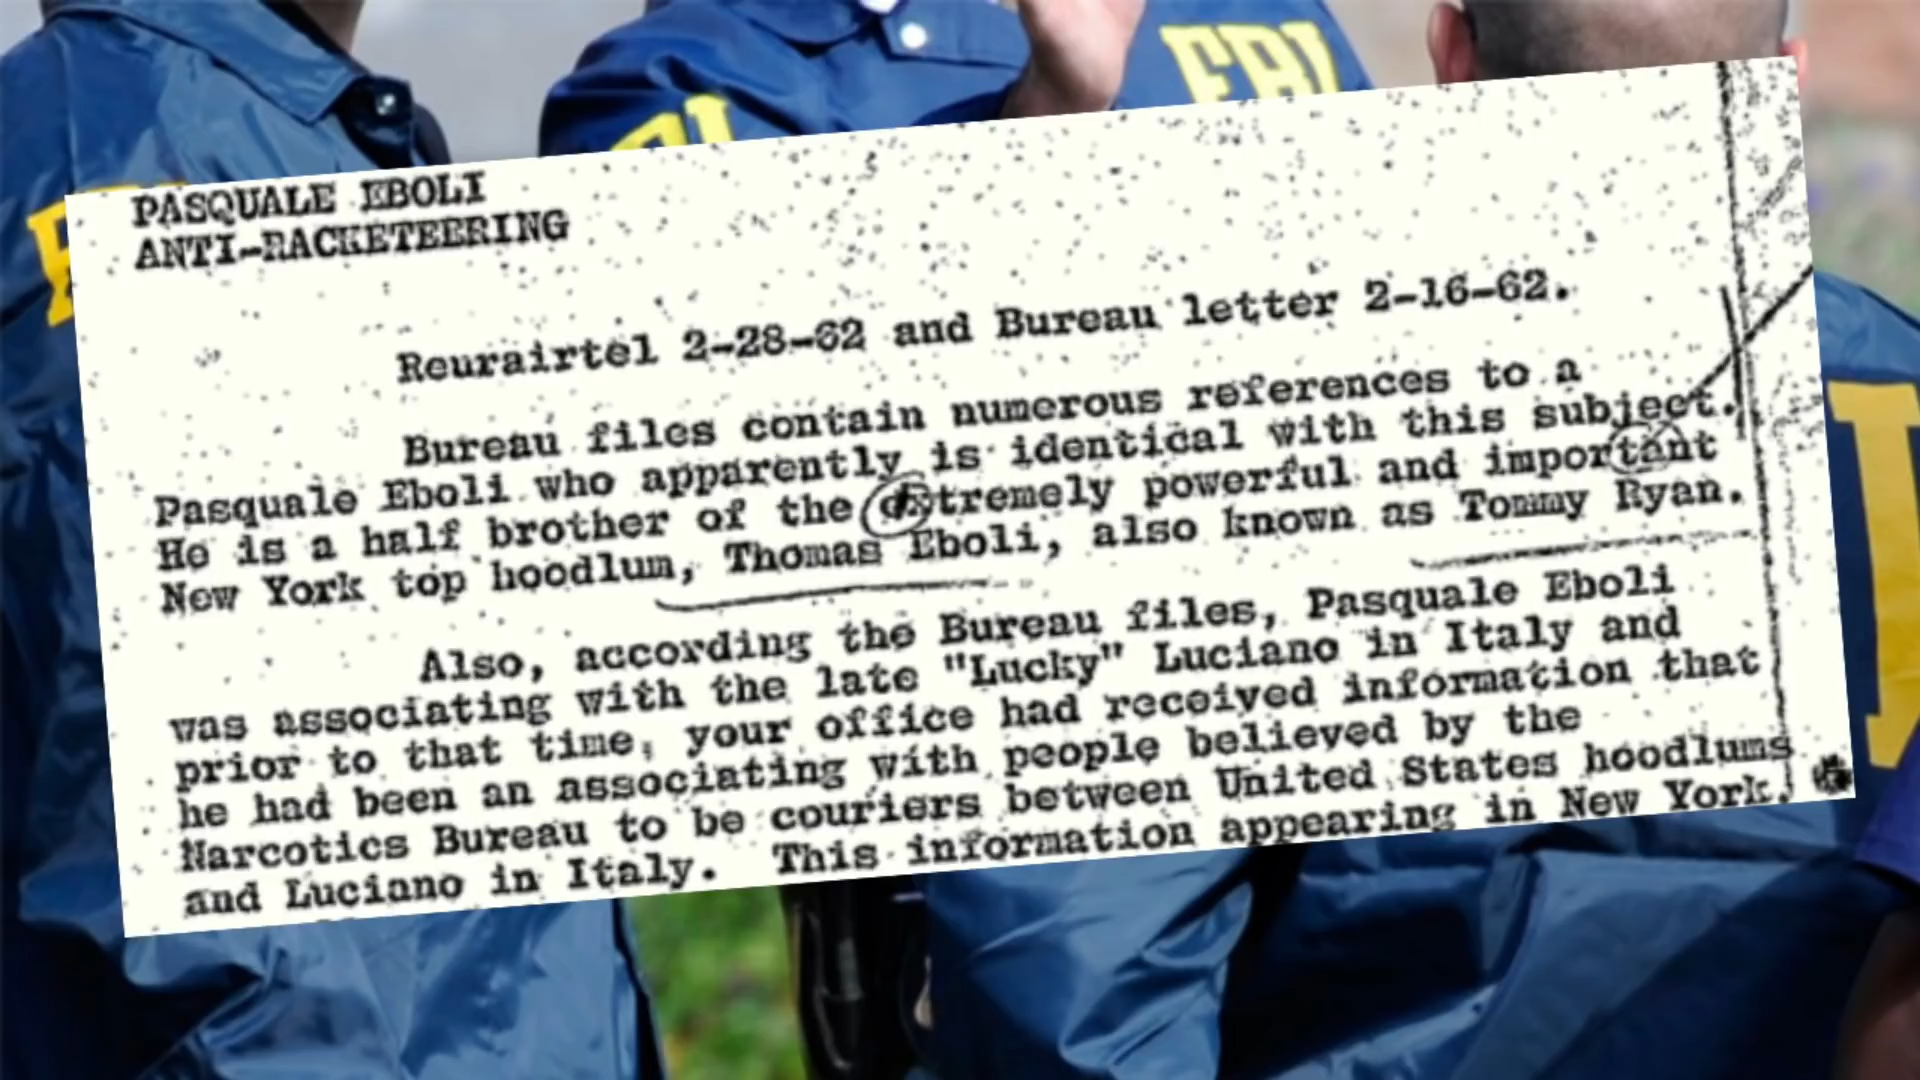 FBI
PASQUALE EBOLI
ANTI-RACKETEERING
Reurairtel 2-28-62 and Bureau letter 2-16-62.
Bureau files contain numerous references to a
Pasquale Eboli who apparently is identical with this subject.
He is a half brother of the extremely powerful and important
New York top hoodlum, Thomas Eboli, also known as Tommy Ryan.
Also, according the Bureau files, Pasquale Eboli
was associating with the late "Lucky" Luciano in Italy and
prior to that time, your office had received information that
he had been an associating with people believed by the
Narcotics Bureau to be couriers between United States hoodlums
and Luciano in Italy. This information appearing in New York.